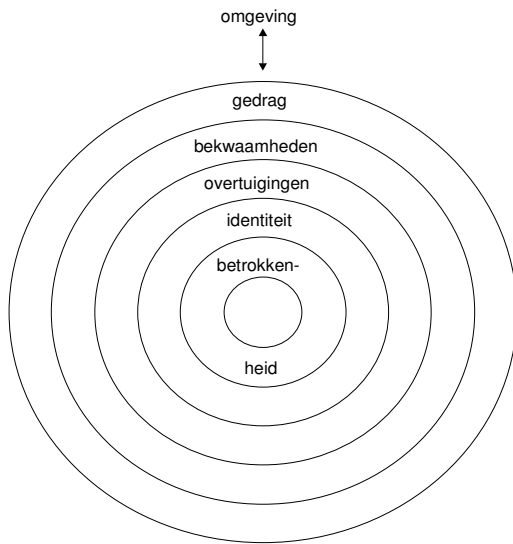 omgeving
gedrag
bekwaamheden
overtuigingen
identiteit
betrokken-
heid